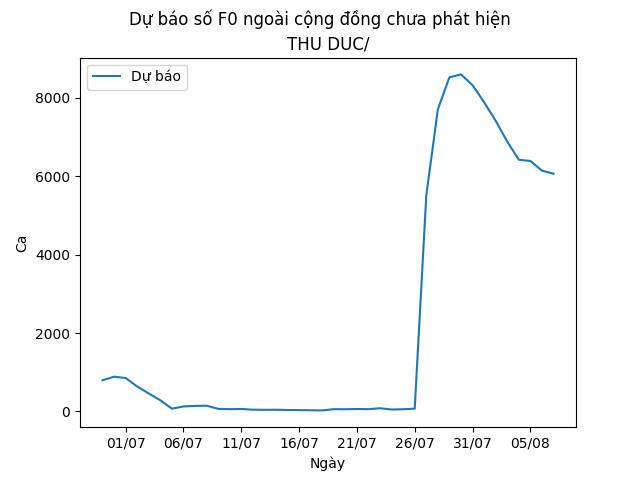 Dự báo số F0 ngoài cộng đồng chưa phát hiện
THU DUC/
Dự báo
8000
6000
4000
2000
0
Ca
01/07 06/07 11/07 16/07 21/07 26/07 31/07 05/08
Ngày